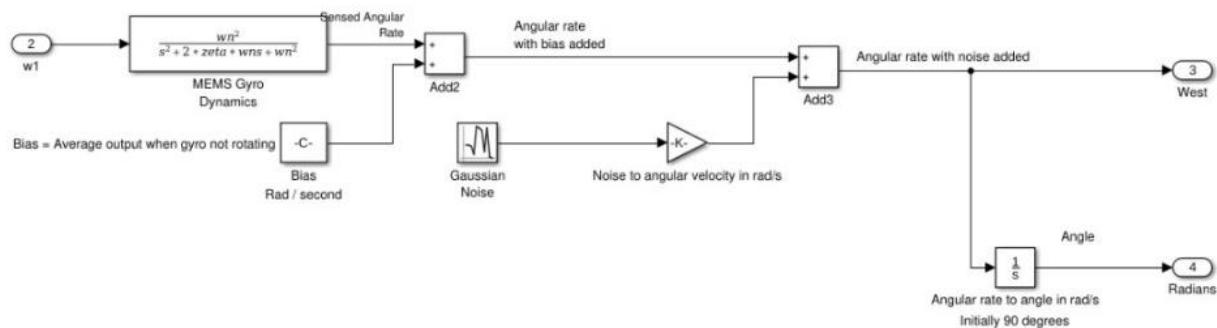 2
w1
wn²
s² + 2 * zeta * wns + wn²
MEMS Gyro
Dynamics
Sensed Angular
Rate
+
+
Add2
Angular rate
with bias added
+
+
Add3
Angular rate with noise added
3
West
Bias = Average output when gyro not rotating
-C-
Bias
Rad / second
Gaussian
Noise
-K-
Noise to angular velocity in rad/s
1
s
Angular rate to angle in rad/s
Initially 90 degrees
Angle
4
Radians